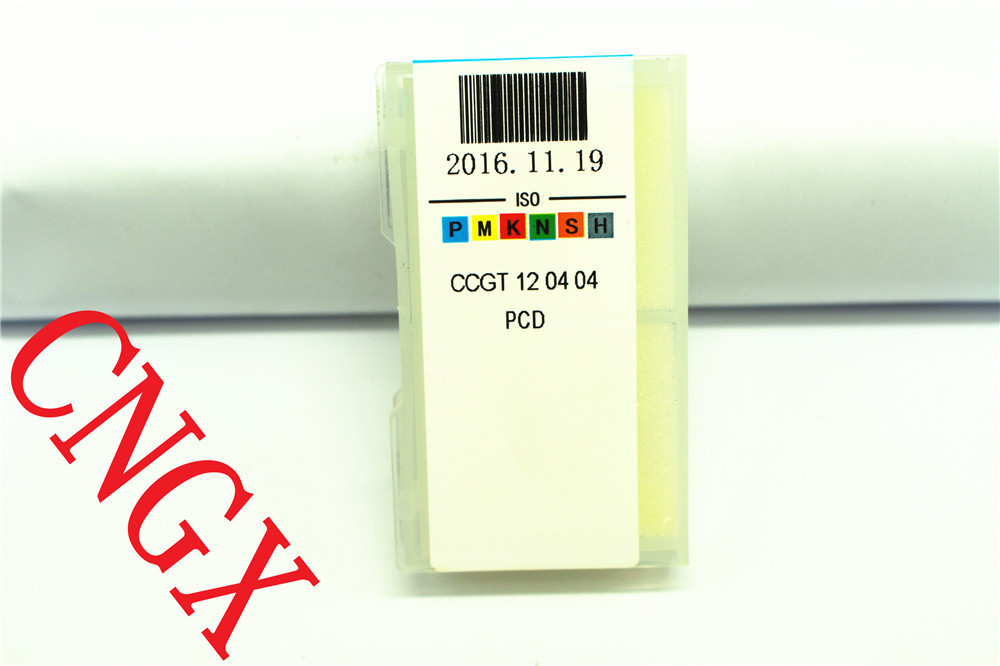 2016.11.19
ISO
P M K N S H
CCGT 12 04 04
PCD
CNGX